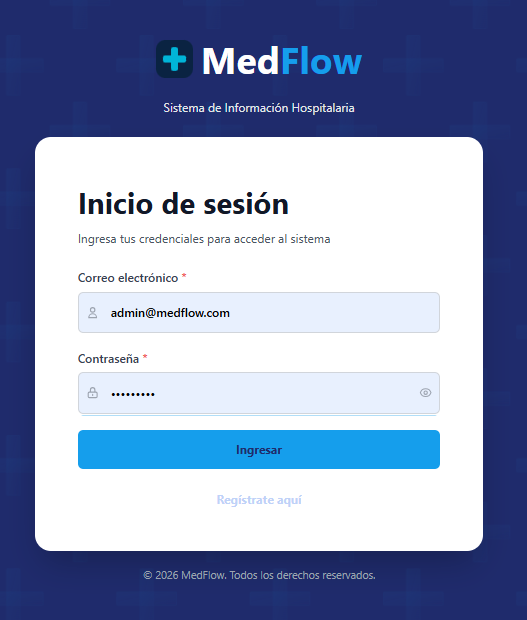 MedFlow
Sistema de Información Hospitalaria
Inicio de sesión
Ingresa tus credenciales para acceder al sistema
Correo electrónico *
admin@medflow.com
Contraseña *
•••••••••
Ingresar
Regístrate aquí
© 2026 MedFlow. Todos los derechos reservados.